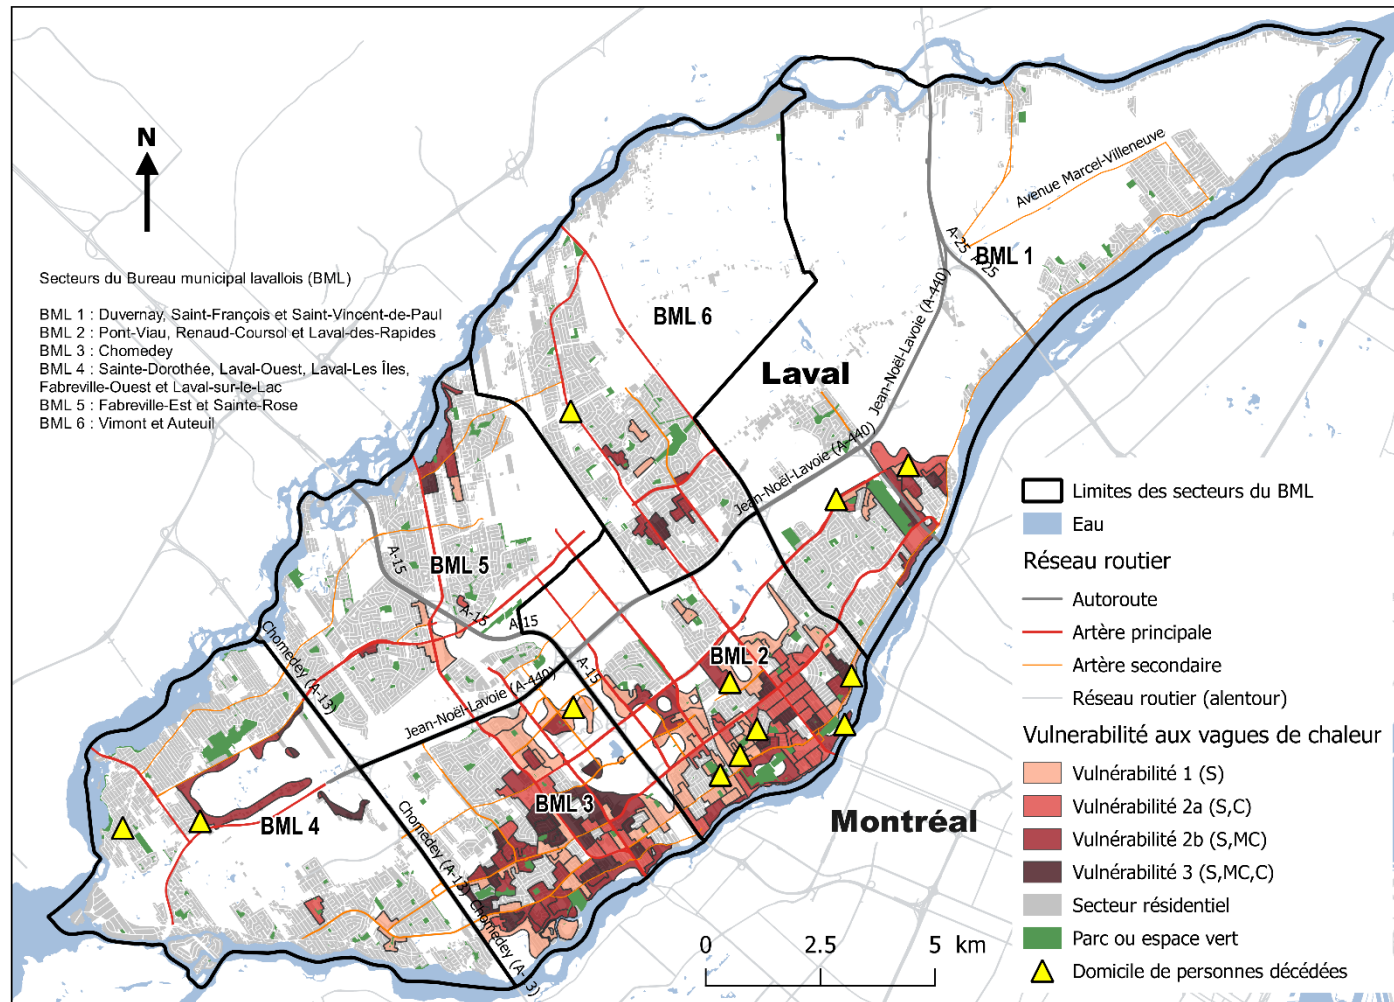 N
Secteurs du Bureau municipal lavallois (BML)
BML 1 : Duvernay, Saint-François et Saint-Vincent-de-Paul
BML 2 : Pont-Viau, Renaud-Coursol et Laval-des-Rapides
BML 3 : Chomedey
BML 4 : Sainte-Dorothée, Laval-Ouest, Laval-Les Îles,
Fabreville-Ouest et Laval-sur-le-Lac
BML 5 : Fabreville-Est et Sainte-Rose
BML 6 : Vimont et Auteuil
Avenue Marcel-Villeneuve
A-25
A-25
BML 1
BML 6
Laval
Jean-Noël-Lavoie (A-440)
Jean-Noël-Lavoie (A-440)
Jean-Noël-Lavoie (A-440)
A-15
BML 5
A-15
A-15
A-15
Chomedey (A-13)
BML 2
Jean-Noël-Lavoie (A-440)
BML 3
BML 4
Chomedey (A-13)
Chomedey (A-13)
Montréal
0
2.5
5 km
Limites des secteurs du BML
Eau
Réseau routier
Autoroute
Artère principale
Artère secondaire
Réseau routier (alentour)
Vulnerabilité aux vagues de chaleur
Vulnérabilité 1 (S)
Vulnérabilité 2a (S,C)
Vulnérabilité 2b (S,MC)
Vulnérabilité 3 (S,MC,C)
Secteur résidentiel
Parc ou espace vert
Domicile de personnes décédées